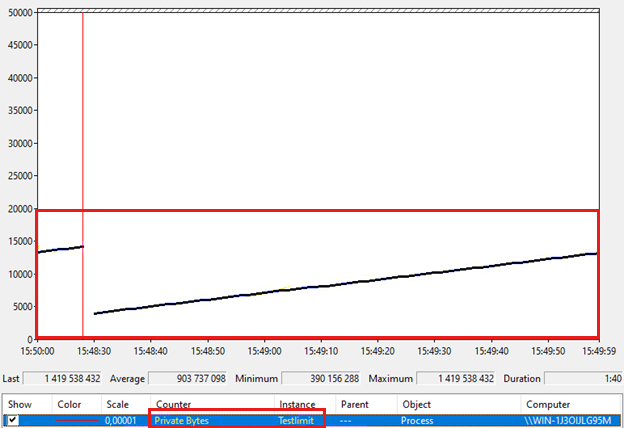 50000
45000
40000
35000
30000
25000
20000
15000
10000
5000
0
15:50:00 15:48:30 15:48:40 15:48:50 15:49:00 15:49:10 15:49:20 15:49:30 15:49:40 15:49:50 15:49:59
Last 1 419 538 432 Average 903 737 098 Minimum 390 156 288 Maximum 1 419 538 432 Duration 1:40
Show Color Scale Counter Instance Parent Object Computer
0,00001 Private Bytes Testlimit --- Process \\WIN-1J3OIJLG95M